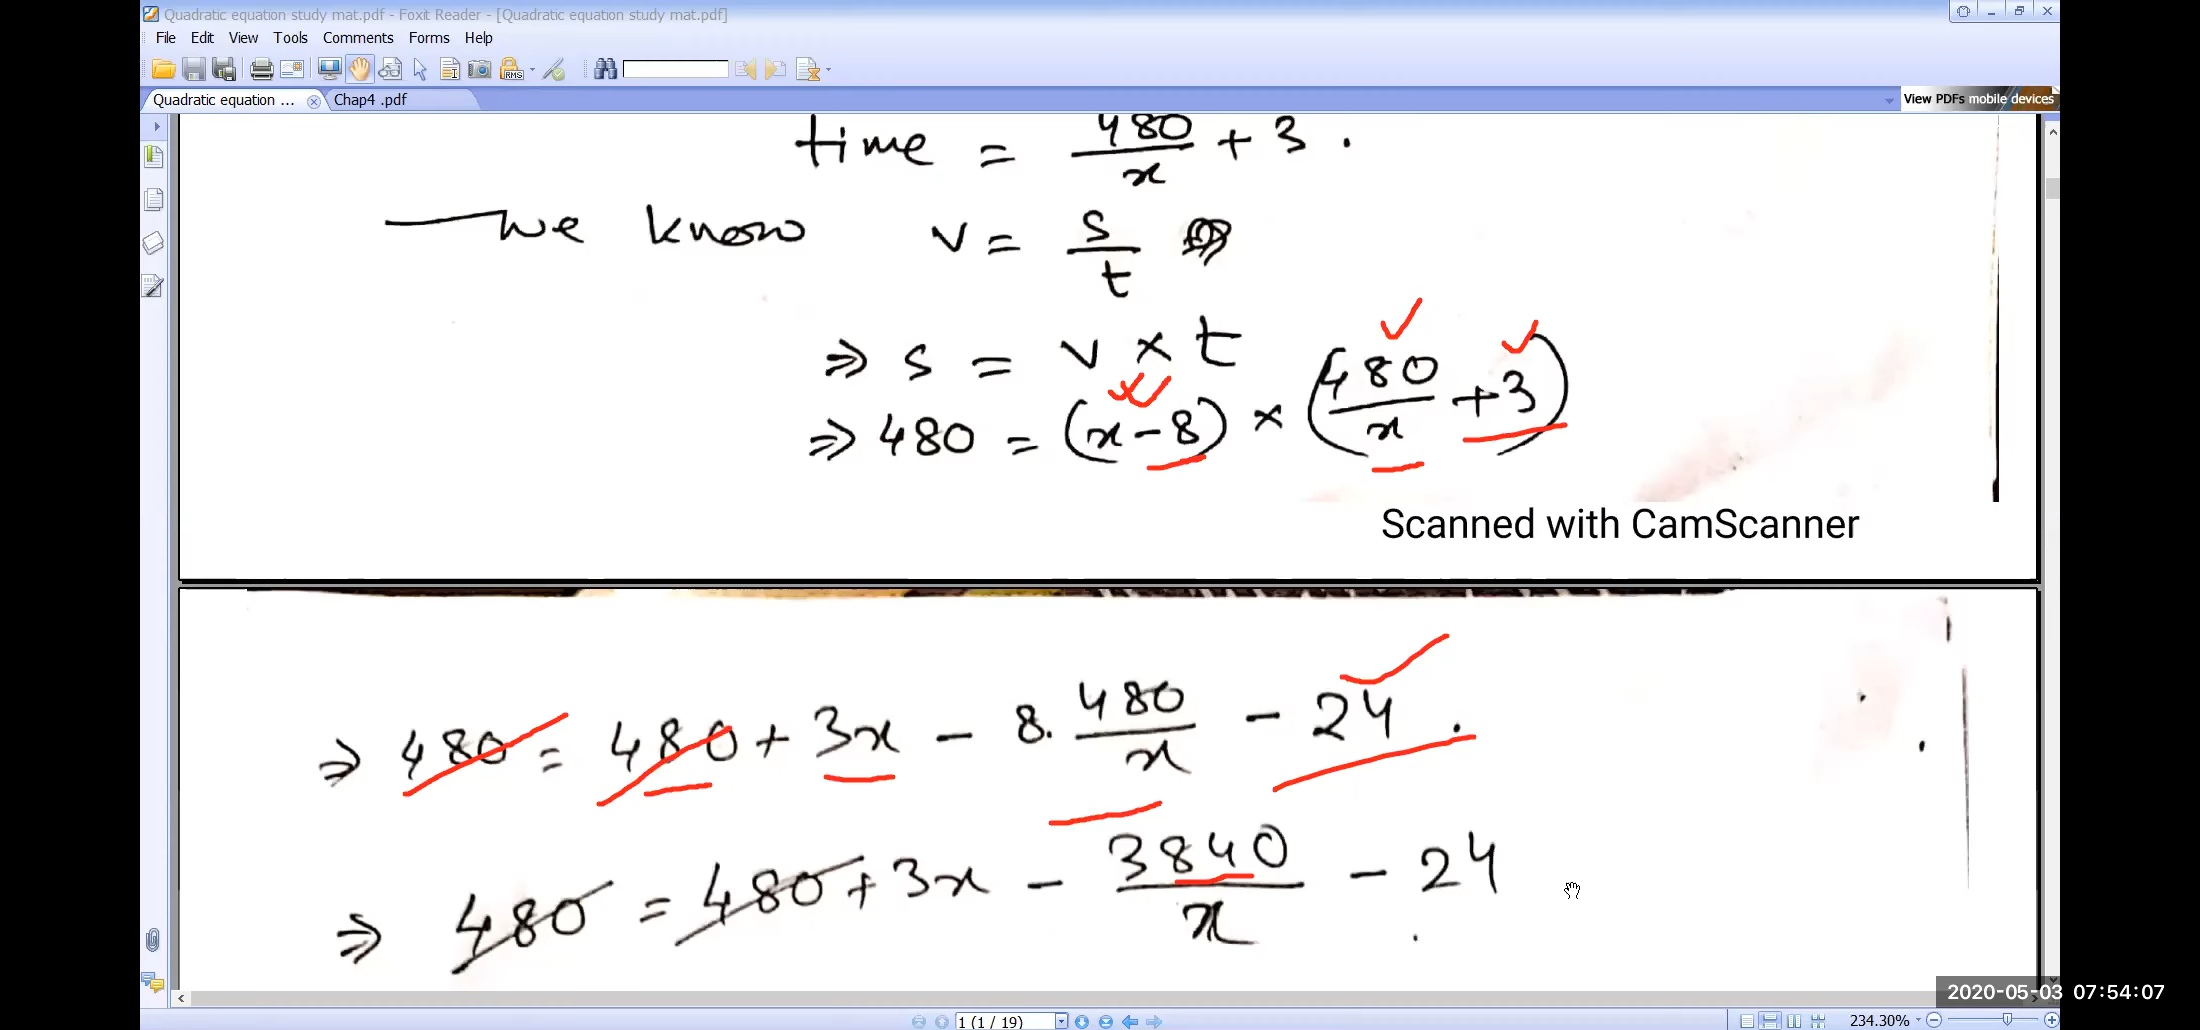 Quadratic equation study mat.pdf - Foxit Reader - [Quadratic equation study mat.pdf]
File Edit View Tools Comments Forms Help
Quadratic equation ... Chap4 .pdf
View PDFs mobile devices
time = 480/x + 3 .
We know v = s/t
⇒ s = v × t
⇒ 480 = (x - 8) × (480/x + 3)
Scanned with CamScanner
⇒ 480 = 480 + 3x - 8. 480/x - 24 .
⇒ 480 = 480 + 3x - 3840/x - 24
2020-05-03 07:54:07
1 (1 / 19)
234.30%